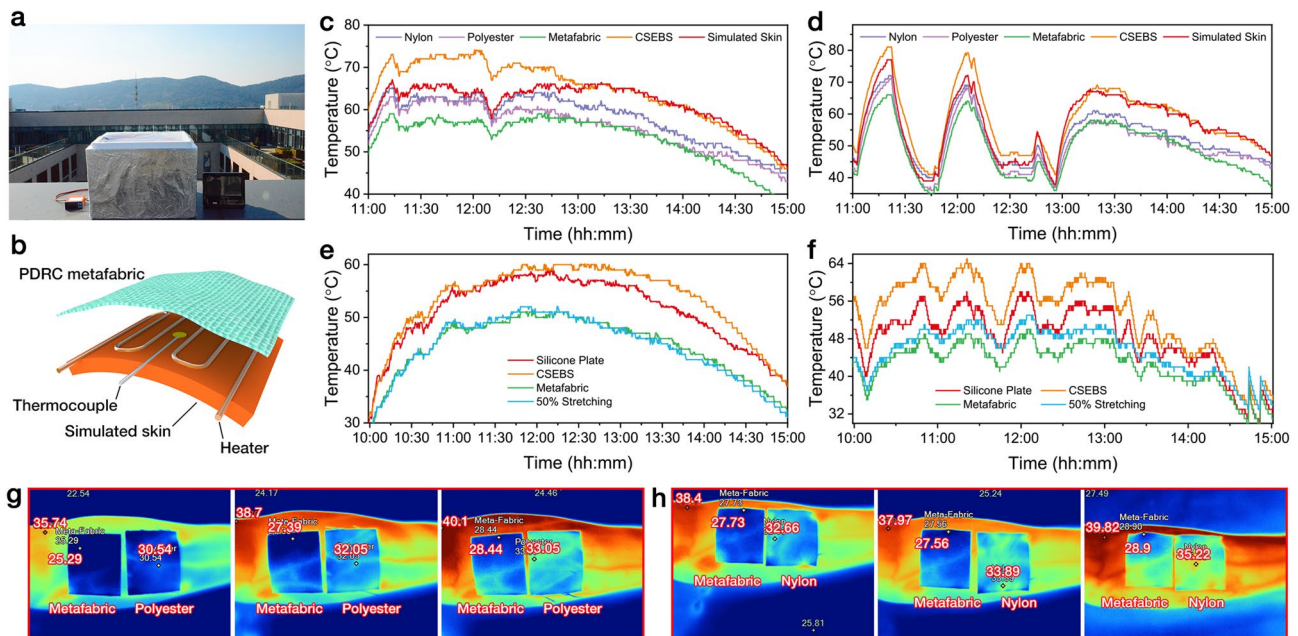 a
b
PDRC metafabric
Thermocouple
Simulated skin
Heater
c
Nylon Polyester Metafabric CSEBS Simulated Skin
Temperature (°C)
80
70
60
50
40
11:00 11:30 12:00 12:30 13:00 13:30 14:00 14:30 15:00
Time (hh:mm)
d
Nylon Polyester Metafabric CSEBS Simulated Skin
Temperature (°C)
80
70
60
50
40
11:00 11:30 12:00 12:30 13:00 13:30 14:00 14:30 15:00
Time (hh:mm)
e
Temperature (°C)
60
50
40
30
Silicone Plate
CSEBS
Metafabric
50% Stretching
10:00 10:30 11:00 11:30 12:00 12:30 13:00 13:30 14:00 14:30 15:00
Time (hh:mm)
f
Temperature (°C)
64
56
48
40
32
Silicone Plate CSEBS
Metafabric 50% Stretching
10:00 11:00 12:00 13:00 14:00 15:00
Time (hh:mm)
g
22.54
35.74
Meta-Fabric
25.29
25.29
30.54
30.54
Metafabric Polyester
24.17
38.7
Meta-Fabric
27.39
32.05
Metafabric Polyester
24.46
40.1
Meta-Fabric
28.44
28.44
33.05
Metafabric Polyester
h
38.4
Meta-Fabric
27.73
27.73
32.66
Metafabric Nylon
25.81
25.24
37.97
Meta-Fabric
27.56
27.56
33.89
Metafabric Nylon
27.49
39.82
Meta-Fabric
28.90
28.9
35.22
Metafabric Nylon